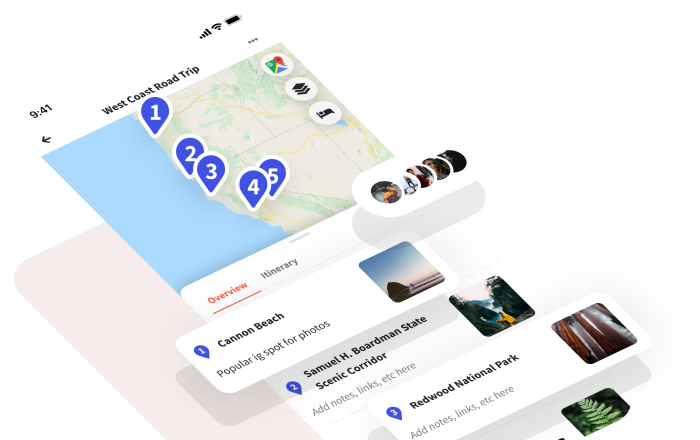 9:41
West Coast Road Trip
1
2
3
4
5
Overview
Itinerary
1
Cannon Beach
Popular ig spot for photos
2
Samuel H. Boardman State
Scenic Corridor
Add notes, links, etc here
3
Redwood National Park
Add notes, links, etc here